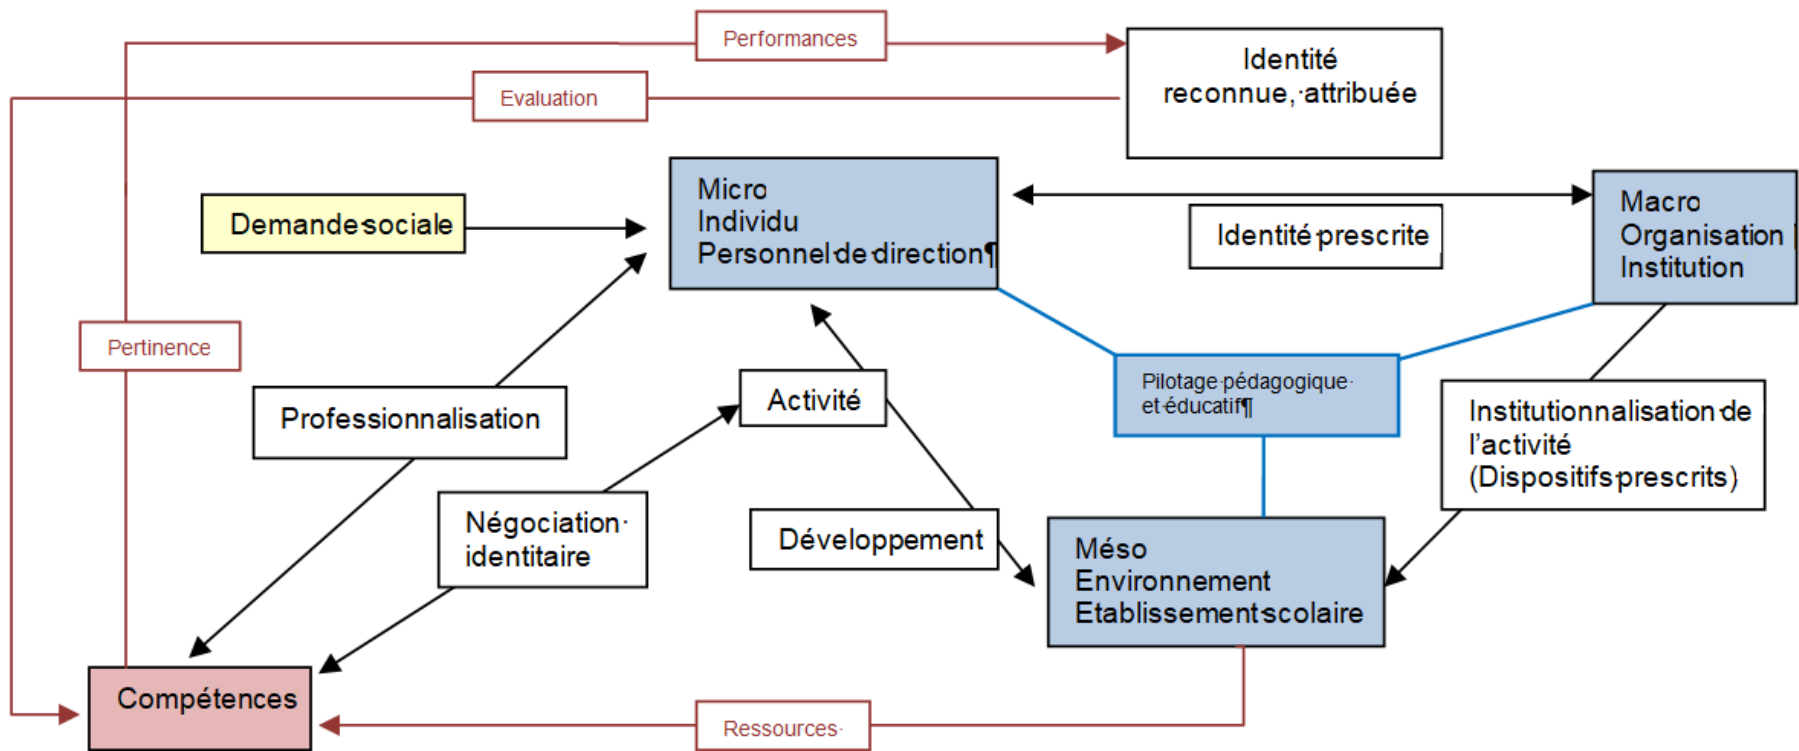 Performances
Identité
reconnue, attribuée
Evaluation
Micro
Individu
Personnel de direction¶
Demande sociale
Macro
Organisation
Institution
Identité prescrite
Pertinence
Pilotage pédagogique
et éducatif¶
Professionnalisation
Activité
Institutionnalisation de
l'activité
(Dispositifs prescrits)
Négociation
identitaire
Développement
Méso
Environnement
Etablissement scolaire
Compétences
Ressources